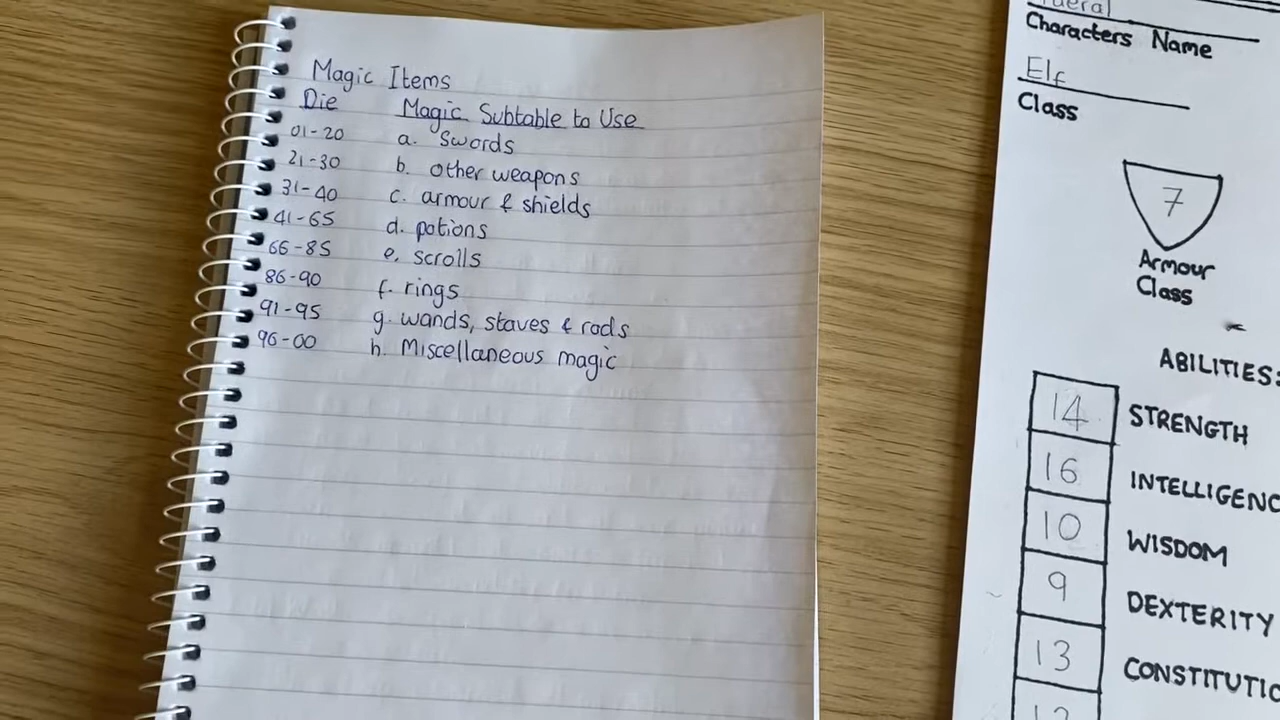 Magic Items
Die Magic Subtable to Use
01-20 a. Swords
21-30 b. other weapons
31-40 c. armour & shields
41-65 d. potions
66-85 e. scrolls
86-90 f. rings
91-95 g. wands, staves & rods
96-00 h. Miscellaneous magic
Characters Name
Elf
Class
7
Armour
Class
ABILITIES:
14 STRENGTH
16 INTELLIGENC
10 WISDOM
9 DEXTERITY
13 CONSTITUTIO